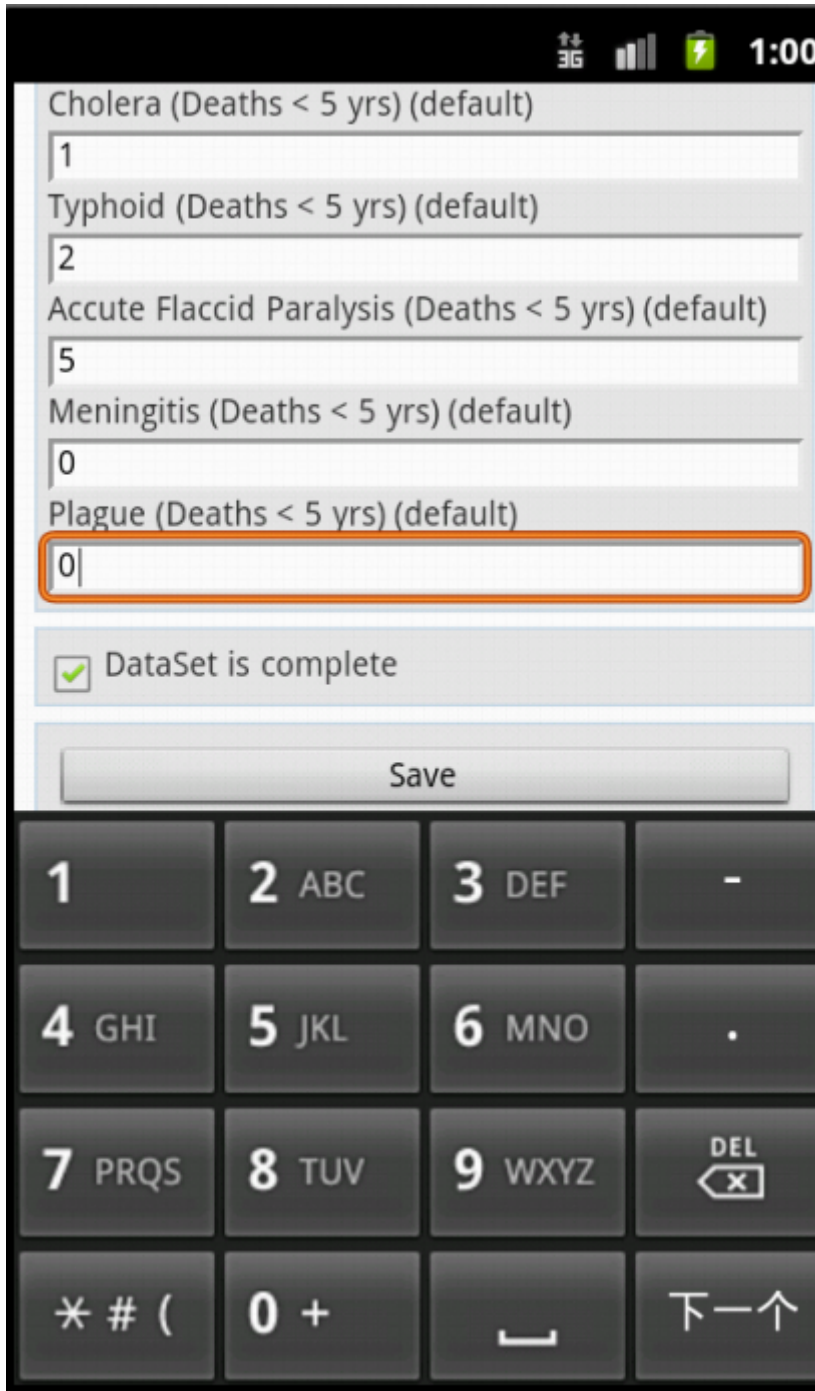 3G 1:00
Cholera (Deaths < 5 yrs) (default)
1
Typhoid (Deaths < 5 yrs) (default)
2
Accute Flaccid Paralysis (Deaths < 5 yrs) (default)
5
Meningitis (Deaths < 5 yrs) (default)
0
Plague (Deaths < 5 yrs) (default)
0
DataSet is complete
Save
1 2 ABC 3 DEF -
4 GHI 5 JKL 6 MNO .
7 PRQS 8 TUV 9 WXYZ DEL
* # ( 0 + 下一个